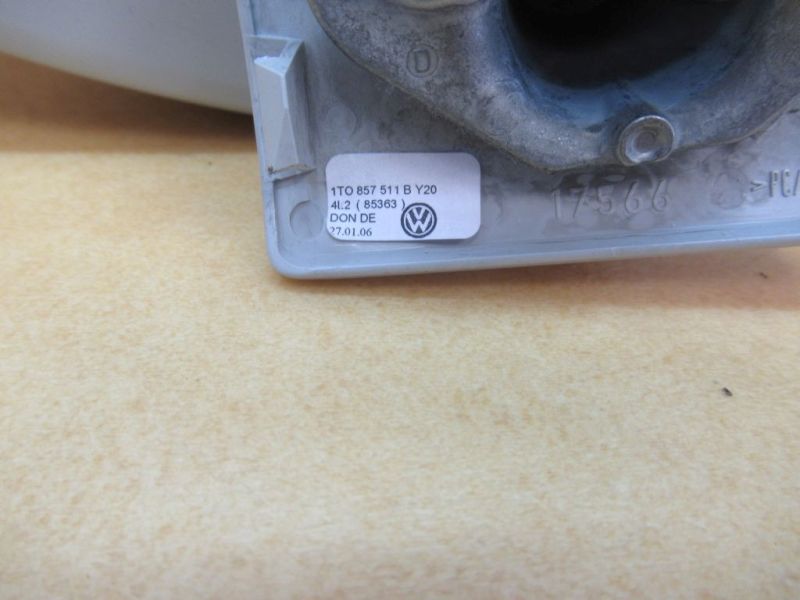 D
1T0 857 511 B Y20
4L2 ( 85363 )
DON DE
27.01.06
17566
>PC/